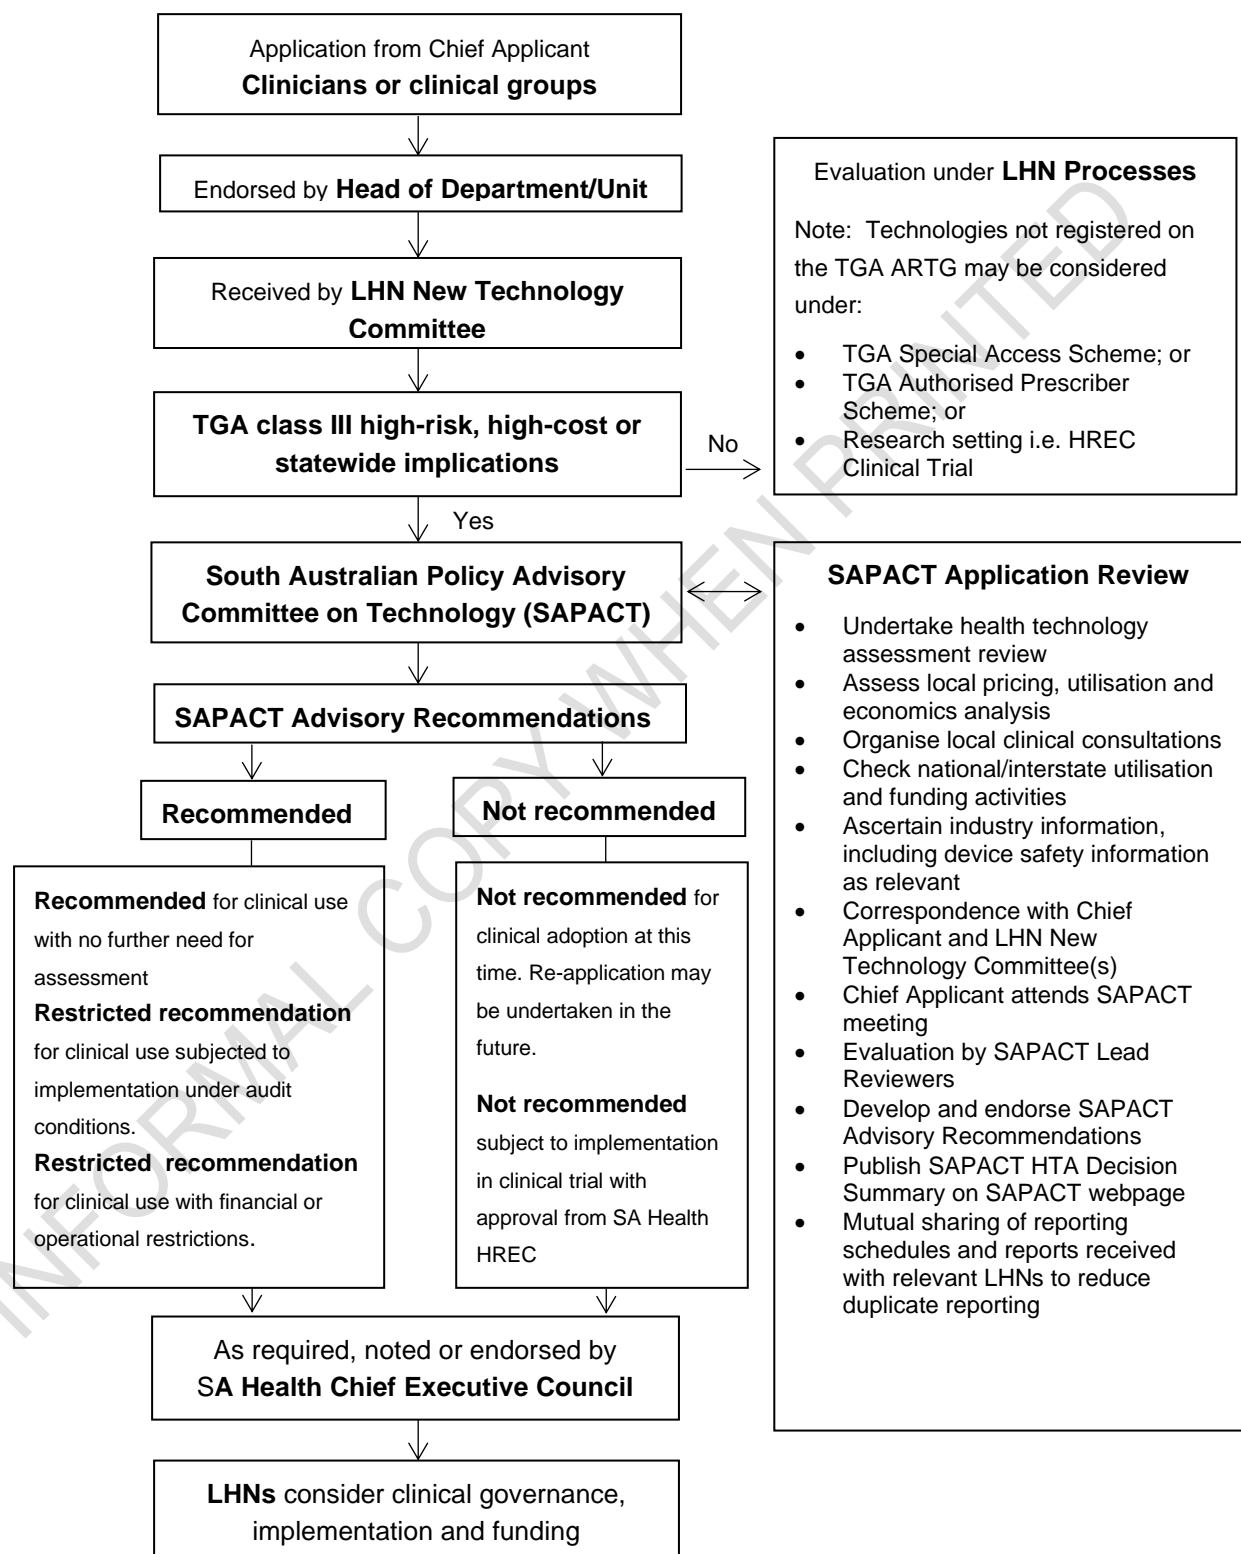 Application from Chief Applicant
Clinicians or clinical groups
Endorsed by Head of Department/Unit
Received by LHN New Technology
Committee
TGA class III high-risk, high-cost or
statewide implications
No
Yes
Evaluation under LHN Processes
Note: Technologies not registered on
the TGA ARTG may be considered
under:
• TGA Special Access Scheme; or
• TGA Authorised Prescriber
Scheme; or
• Research setting i.e. HREC
Clinical Trial
South Australian Policy Advisory
Committee on Technology (SAPACT)
SAPACT Advisory Recommendations
Recommended
Not recommended
Recommended for clinical use
with no further need for
assessment
Restricted recommendation
for clinical use subjected to
implementation under audit
conditions.
Restricted recommendation
for clinical use with financial or
operational restrictions.
Not recommended for
clinical adoption at this
time. Re-application may
be undertaken in the
future.
Not recommended
subject to implementation
in clinical trial with
approval from SA Health
HREC
SAPACT Application Review
• Undertake health technology
assessment review
• Assess local pricing, utilisation and
economics analysis
• Organise local clinical consultations
• Check national/interstate utilisation
and funding activities
• Ascertain industry information,
including device safety information
as relevant
• Correspondence with Chief
Applicant and LHN New
Technology Committee(s)
• Chief Applicant attends SAPACT
meeting
• Evaluation by SAPACT Lead
Reviewers
• Develop and endorse SAPACT
Advisory Recommendations
• Publish SAPACT HTA Decision
Summary on SAPACT webpage
• Mutual sharing of reporting
schedules and reports received
with relevant LHNs to reduce
duplicate reporting
As required, noted or endorsed by
SA Health Chief Executive Council
LHNs consider clinical governance,
implementation and funding
INFORMAL COPY WHEN PRINTED